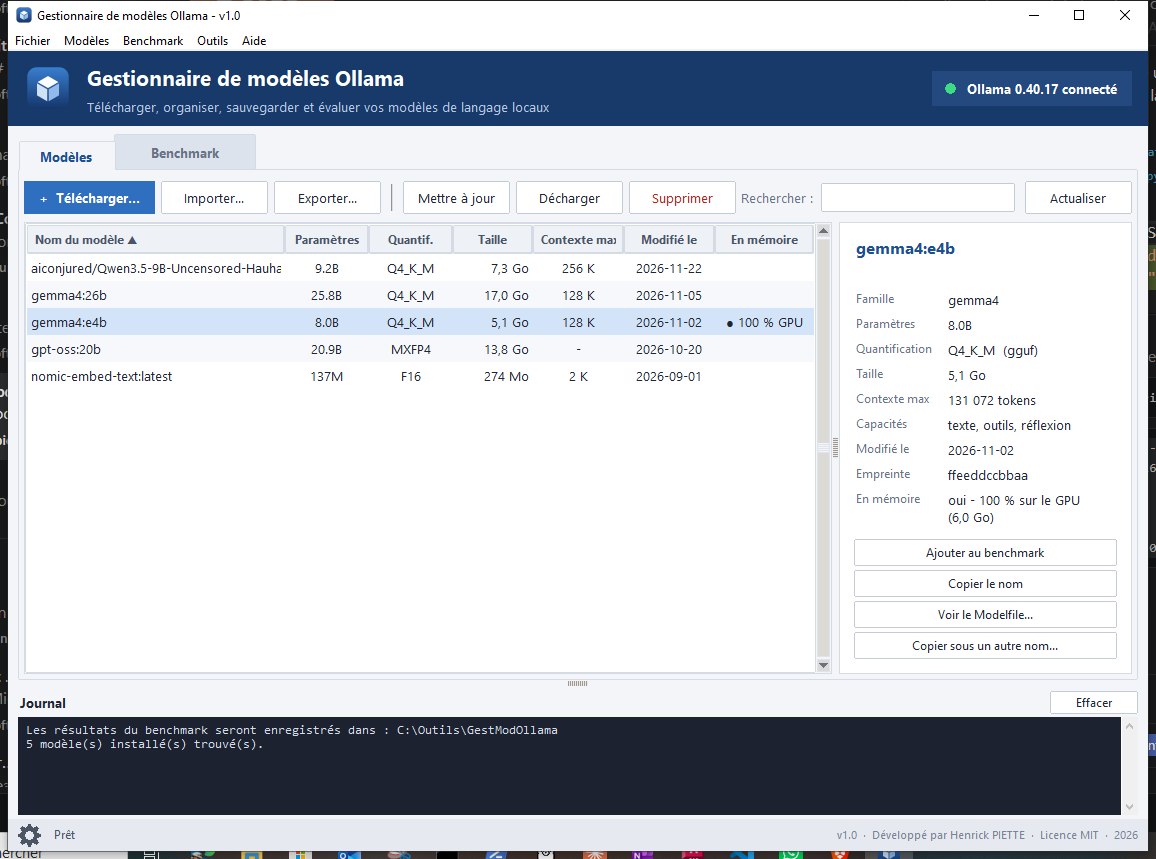 Gestionnaire de modèles Ollama - v1.0
Fichier Modèles Benchmark Outils Aide
Gestionnaire de modèles Ollama
Télécharger, organiser, sauvegarder et évaluer vos modèles de langage locaux
Ollama 0.40.17 connecté
Modèles Benchmark
+ Télécharger... Importer... Exporter... Mettre à jour Décharger Supprimer Rechercher : Actualiser
Nom du modèle ▲ Paramètres Quantif. Taille Contexte max Modifié le En mémoire
aiconjured/Qwen3.5-9B-Uncensored-Hauha 9.2B Q4_K_M 7,3 Go 256 K 2026-11-22
gemma4:26b 25.8B Q4_K_M 17,0 Go 128 K 2026-11-05
gemma4:e4b 8.0B Q4_K_M 5,1 Go 128 K 2026-11-02 ● 100 % GPU
gpt-oss:20b 20.9B MXFP4 13,8 Go - 2026-10-20
nomic-embed-text:latest 137M F16 274 Mo 2 K 2026-09-01
gemma4:e4b
Famille gemma4
Paramètres 8.0B
Quantification Q4_K_M (gguf)
Taille 5,1 Go
Contexte max 131 072 tokens
Capacités texte, outils, réflexion
Modifié le 2026-11-02
Empreinte ffeeddccbbaa
En mémoire oui - 100 % sur le GPU
(6,0 Go)
Ajouter au benchmark
Copier le nom
Voir le Modelfile...
Copier sous un autre nom...
Journal Effacer
Les résultats du benchmark seront enregistrés dans : C:\Outils\GestModOllama
5 modèle(s) installé(s) trouvé(s).
Prêt v1.0 · Développé par Henrick PIETTE · Licence MIT · 2026